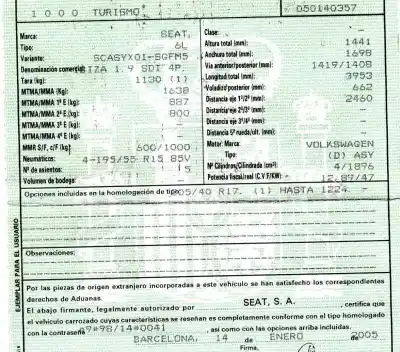 1000 TURISMO 050140357
Marca: SEAT,
Tipo: 6L
Variante: SCASYX01-SGFM5
Denominación comercial: IBIZA 1.9 SDI 4P.
Tara (kg): 1130 (1)
MTMA/MMA (Kg): 1638
MTMA/MMA 1º E (kg): 887
MTMA/MMA 2º E (kg): 800
MTMA/MMA 3º E (kg): -
MTMA/MMA 4º E (kg): -
MMR S/F, c/F (kg): 600/1000
Neumáticos: 4-195/55 R15 85V
Nº de asientos: 5
Volumen de bodega: -
Clase: -
Altura total (mm): 1441
Anchura total (mm): 1698
Vía anterior/posterior (mm): 1419/1408
Longitud total (mm): 3953
Voladizo posterior (mm): 662
Distancia eje 1º/2º (mm): 2460
Distancia eje 2º/3º (mm): -
Distancia eje 3º/4º (mm): -
Distancia 5ª rueda/últ. (mm): -
Motor: Marca: VOLKSWAGEN
Tipo: (D) ASY
Nº Cilindros/Cilindrada (cm³): 4/1896
Potencia fiscal/real (C.V F/KW): 12.89/47
Opciones incluidas en la homologación de tipo: 205/40 R17. (1) HASTA 1224.
Observaciones:
EJEMPLAR PARA EL USUARIO
Por las piezas de origen extranjero incorporadas a este vehículo se han satisfecho los correspondientes
derechos de Aduanas.
El abajo firmante, legalmente autorizado por SEAT, S. A. , certifica que
el vehículo carrozado cuyas características se reseñan es completamente conforme con el tipo homologado
con la contraseña e9*98/14*0041 , así como con las opciones arriba incluidas.
BARCELONA, 14 de ENERO de 2005
Firma,